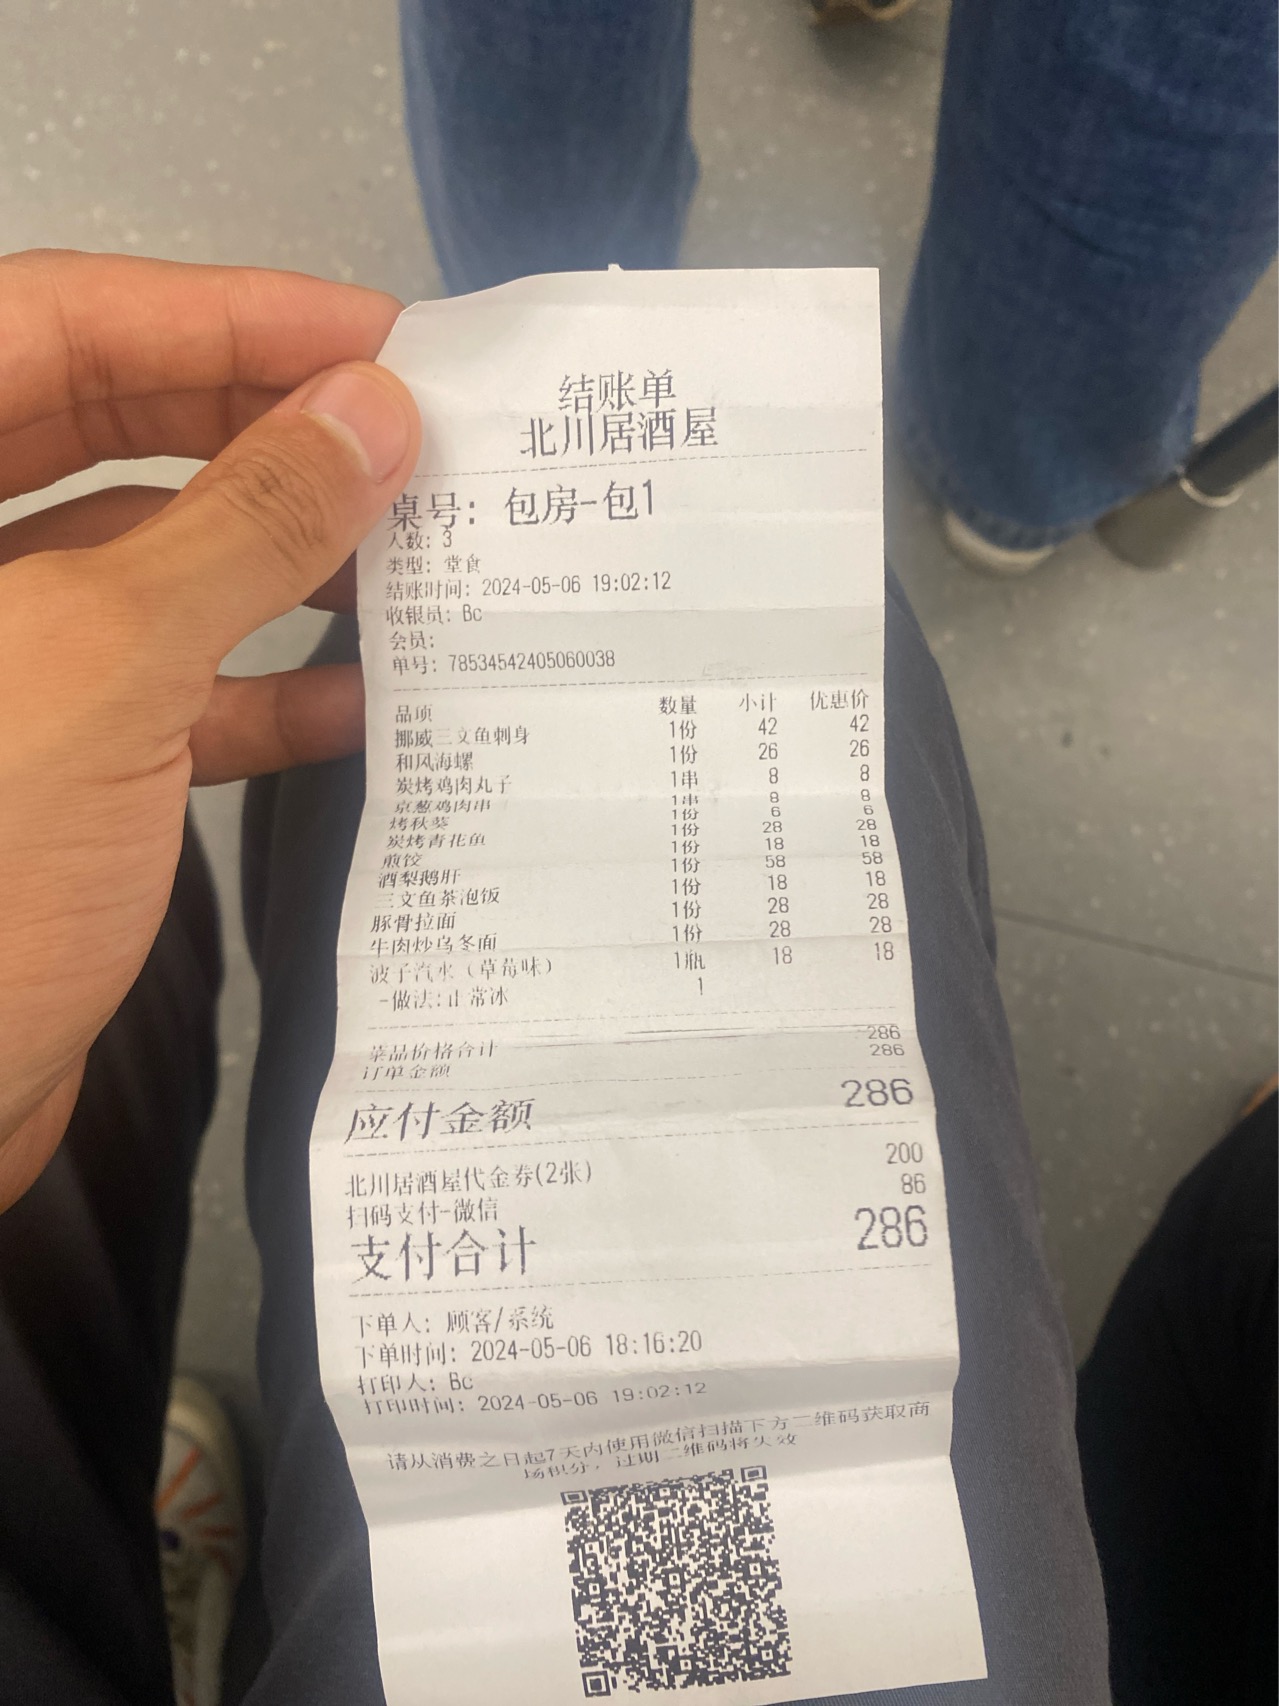 结账单
北川居酒屋
桌号: 包房-包1
人数: 3
类型: 堂食
结账时间: 2024-05-06 19:02:12
收银员: Bc
会员:
单号: 78534542405060038
品项 数量 小计 优惠价
挪威三文鱼刺身 1份 42 42
和风海螺 1份 26 26
炭烤鸡肉丸子 1串 8 8
京葱鸡肉串 1串 8 8
烤秋葵 1份 6 6
炭烤青花鱼 1份 28 28
煎饺 1份 18 18
酒梨鹅肝 1份 58 58
三文鱼茶泡饭 1份 18 18
豚骨拉面 1份 28 28
牛肉炒乌冬面 1份 28 28
波子汽水（草莓味） 1瓶 18 18
-做法:正常冰 1
菜品价格合计 286
订单金额 286
应付金额 286
北川居酒屋代金券(2张) 200
扫码支付-微信 86
支付合计 286
下单人: 顾客/系统
下单时间: 2024-05-06 18:16:20
打印人: Bc
打印时间: 2024-05-06 19:02:12
请从消费之日起7天内使用微信扫描下方二维码获取商
场积分，过期二维码将失效